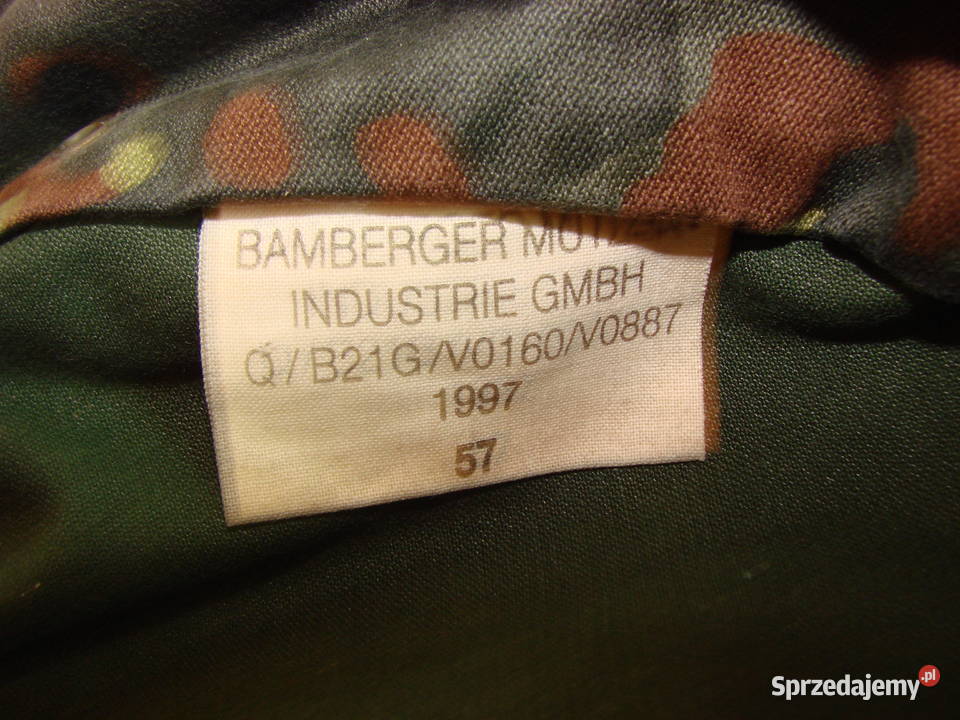 BAMBERGER
INDUSTRIE GMBH
Q/B21G/V0160/V0887
1997
57
Sprzedajemy.pl